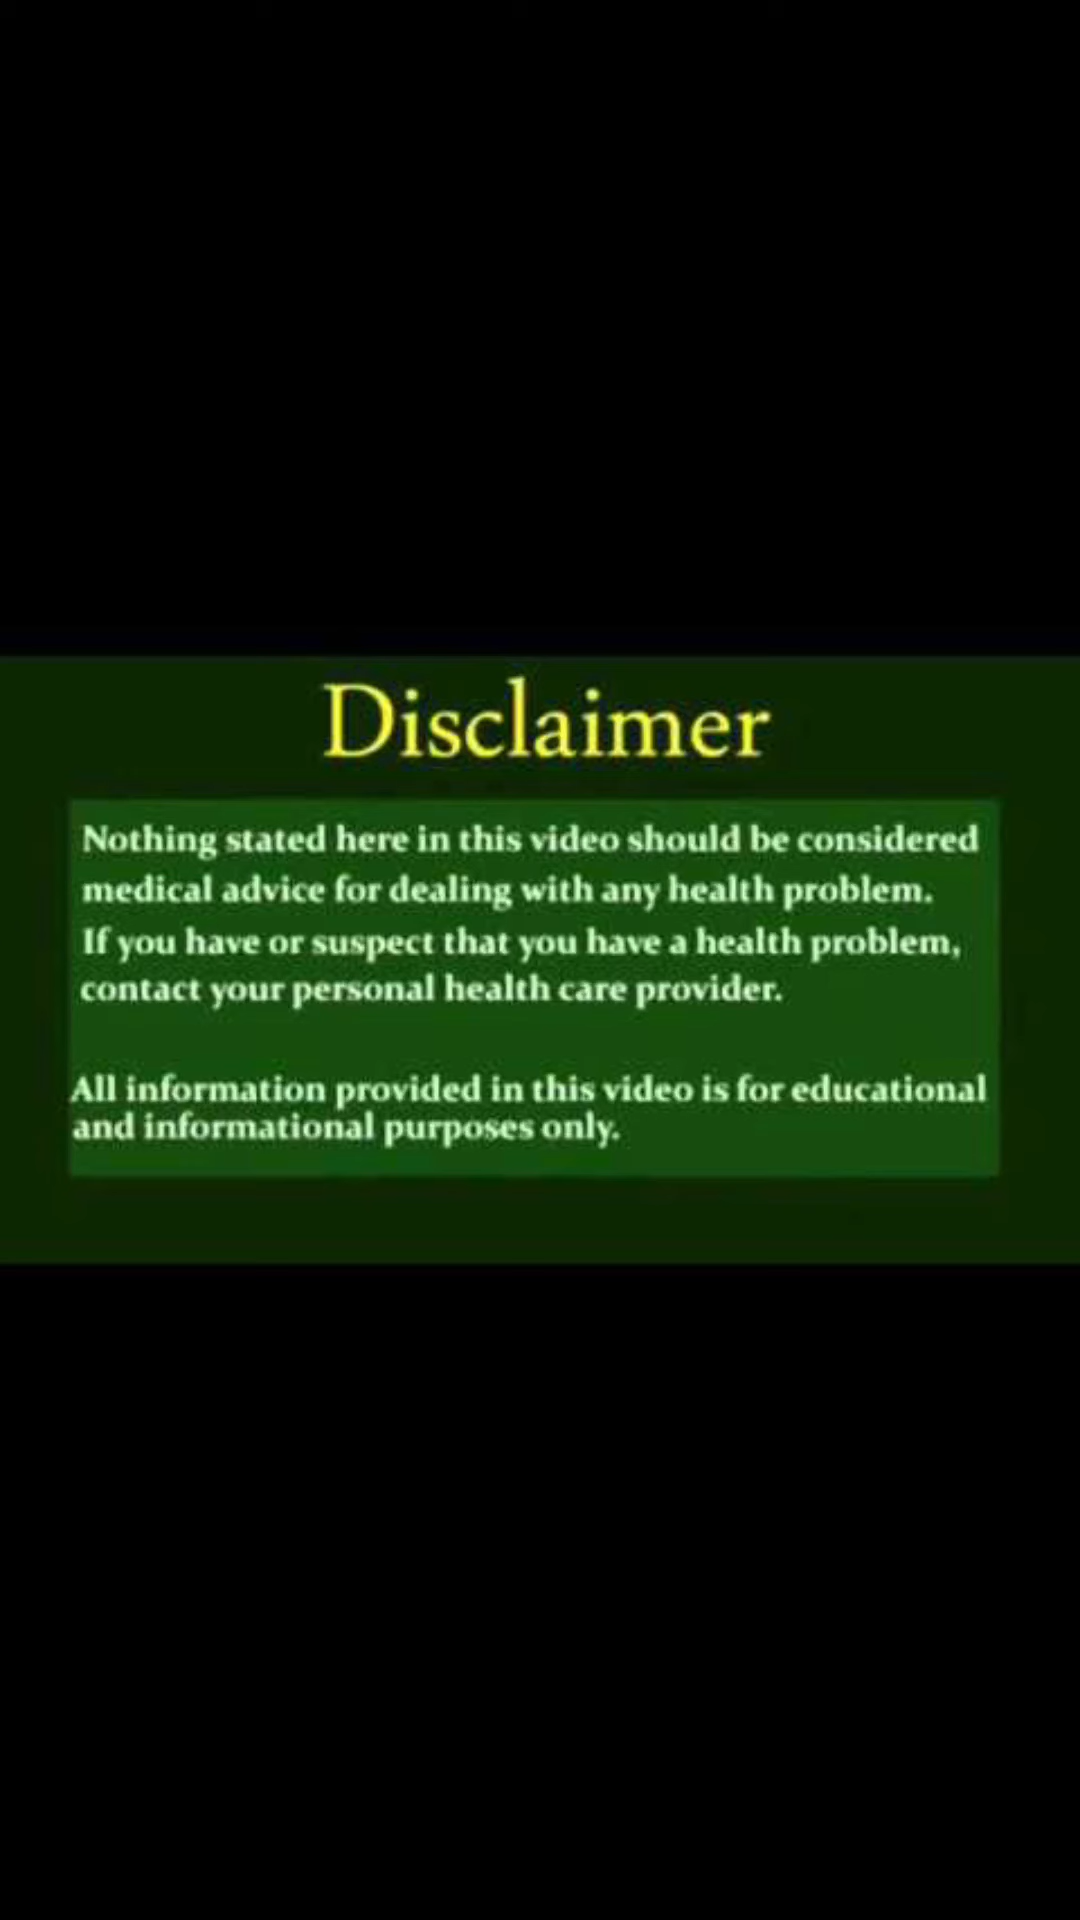 Disclaimer
Nothing stated here in this video should be considered
medical advice for dealing with any health problem.
If you have or suspect that you have a health problem,
contact your personal health care provider.
All information provided in this video is for educational
and informational purposes only.